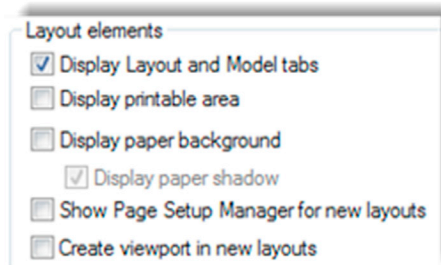 Layout elements
Display Layout and Model tabs
Display printable area
Display paper background
Display paper shadow
Show Page Setup Manager for new layouts
Create viewport in new layouts